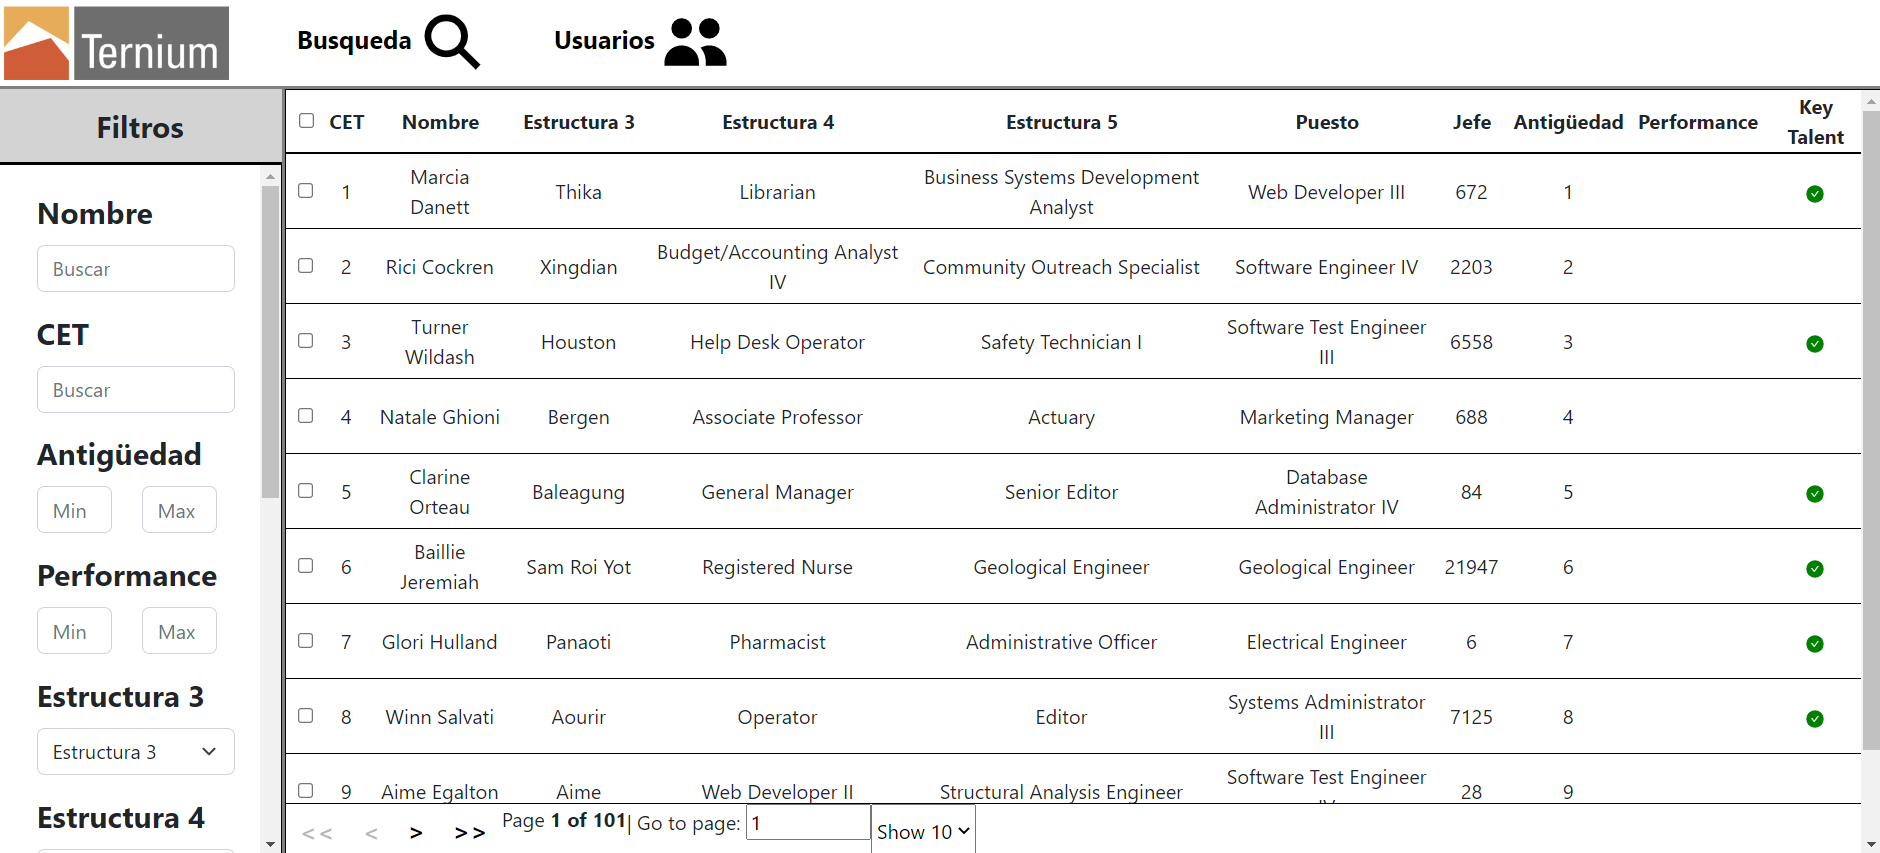 Ternium
Busqueda
Usuarios
Filtros
Nombre
Buscar
CET
Buscar
Antigüedad
Min Max
Performance
Min Max
Estructura 3
Estructura 3
Estructura 4
CET Nombre Estructura 3 Estructura 4 Estructura 5 Puesto Jefe Antigüedad Performance Key Talent
1 Marcia Danett Thika Librarian Business Systems Development Analyst Web Developer III 672 1
2 Rici Cockren Xingdian Budget/Accounting Analyst IV Community Outreach Specialist Software Engineer IV 2203 2
3 Turner Wildash Houston Help Desk Operator Safety Technician I Software Test Engineer III 6558 3
4 Natale Ghioni Bergen Associate Professor Actuary Marketing Manager 688 4
5 Clarine Orteau Baleagung General Manager Senior Editor Database Administrator IV 84 5
6 Baillie Jeremiah Sam Roi Yot Registered Nurse Geological Engineer Geological Engineer 21947 6
7 Glori Hulland Panaoti Pharmacist Administrative Officer Electrical Engineer 6 7
8 Winn Salvati Aourir Operator Editor Systems Administrator III 7125 8
9 Aime Egalton Aime Web Developer II Structural Analysis Engineer Software Test Engineer 28 9
<< < > >> Page 1 of 101| Go to page: 1 Show 10